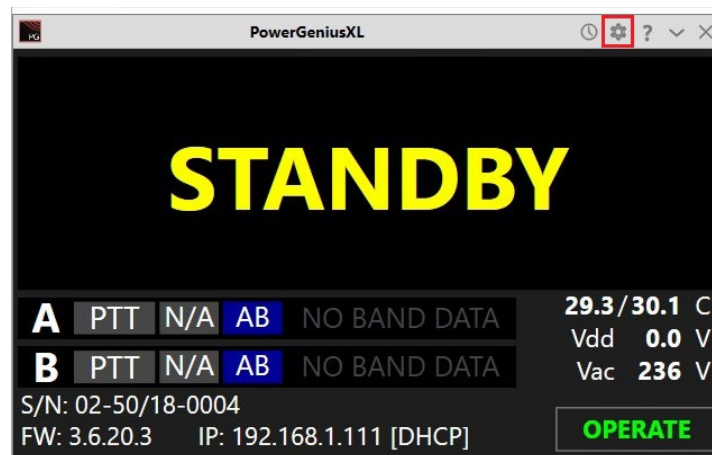 PG PowerGeniusXL ?
STANDBY
A PTT N/A AB NO BAND DATA
B PTT N/A AB NO BAND DATA
29.3/30.1 C
Vdd 0.0 V
Vac 236 V
S/N: 02-50/18-0004
FW: 3.6.20.3 IP: 192.168.1.111 [DHCP]
OPERATE